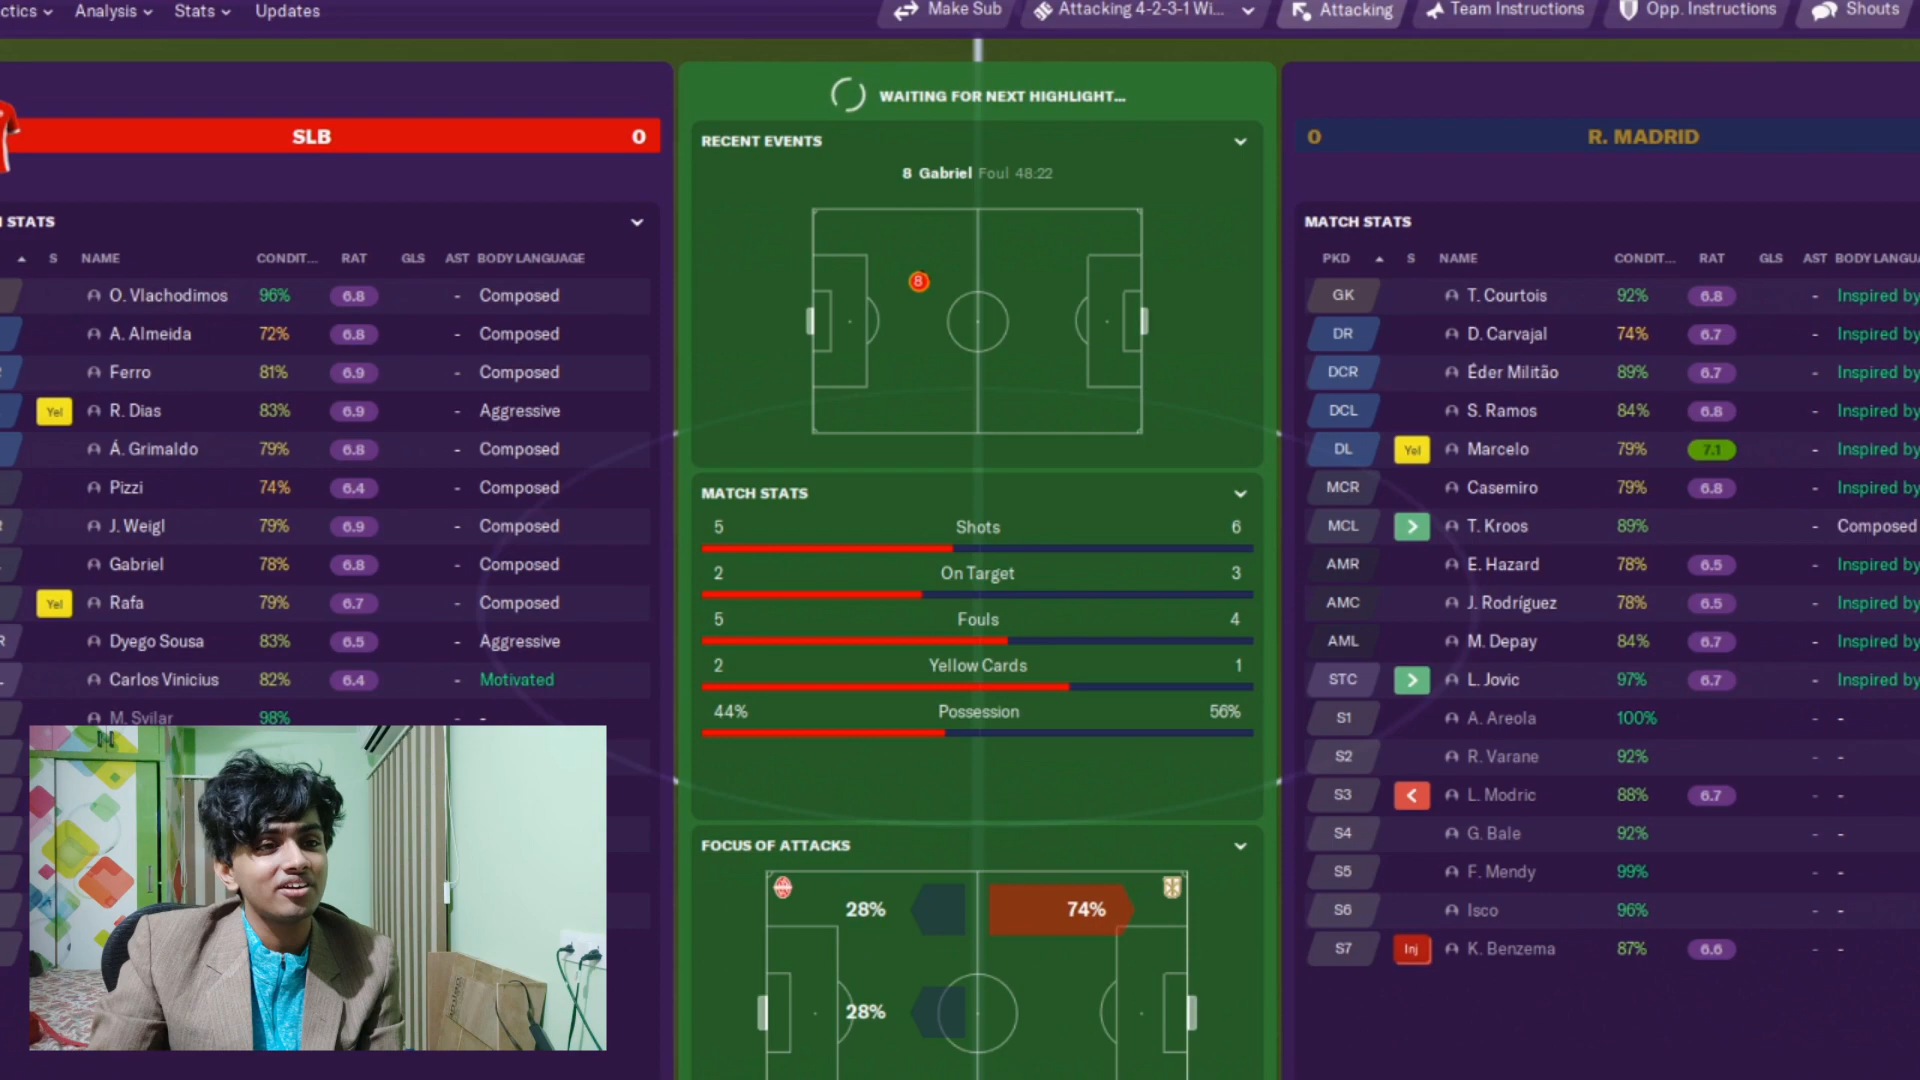 ctics Analysis Stats Updates
Make Sub Attacking 4-2-3-1 Wi... Attacking Team Instructions Opp. Instructions Shouts
WAITING FOR NEXT HIGHLIGHT...
SLB 0
0 R. MADRID
RECENT EVENTS
8 Gabriel Foul 48:22
8
STATS
S NAME CONDIT... RAT GLS AST BODY LANGUAGE
O. Vlachodimos 96% 6.8 - Composed
A. Almeida 72% 6.8 - Composed
Ferro 81% 6.9 - Composed
Yel R. Dias 83% 6.9 - Aggressive
Á. Grimaldo 79% 6.8 - Composed
Pizzi 74% 6.4 - Composed
J. Weigl 79% 6.9 - Composed
Gabriel 78% 6.8 - Composed
Yel Rafa 79% 6.7 - Composed
R Dyego Sousa 83% 6.5 - Aggressive
Carlos Vinicius 82% 6.4 - Motivated
M. Svilar 98% - -
MATCH STATS
5 Shots 6
2 On Target 3
5 Fouls 4
2 Yellow Cards 1
44% Possession 56%
FOCUS OF ATTACKS
28% 74%
28%
MATCH STATS
PKD S NAME CONDIT... RAT GLS AST BODY LANGUA
GK T. Courtois 92% 6.8 - Inspired by
DR D. Carvajal 74% 6.7 - Inspired by
DCR Éder Militão 89% 6.7 - Inspired by
DCL S. Ramos 84% 6.8 - Inspired by
DL Yel Marcelo 79% 7.1 - Inspired by
MCR Casemiro 79% 6.8 - Inspired by
MCL T. Kroos 89% - Composed
AMR E. Hazard 78% 6.5 - Inspired by
AMC J. Rodríguez 78% 6.5 - Inspired by
AML M. Depay 84% 6.7 - Inspired by
STC L. Jovic 97% 6.7 - Inspired by
S1 A. Areola 100% - -
S2 R. Varane 92% - -
S3 L. Modric 88% 6.7 - -
S4 G. Bale 92% - -
S5 F. Mendy 99% - -
S6 Isco 96% - -
S7 Inj K. Benzema 87% 6.6 - -